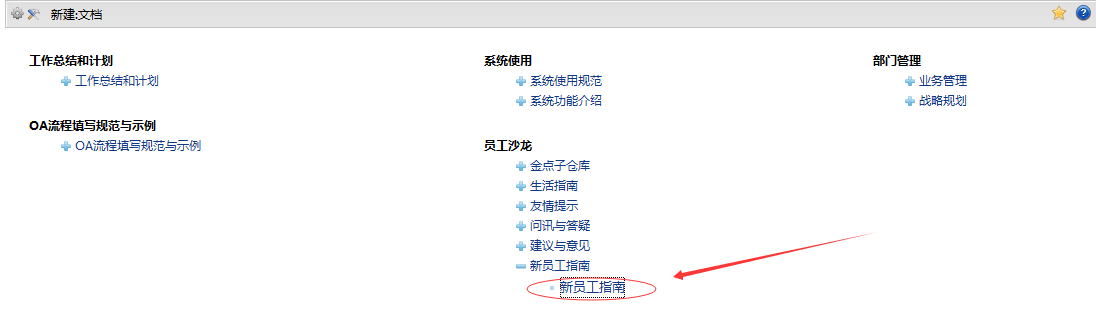 新建:文档
工作总结和计划
工作总结和计划
OA流程填写规范与示例
OA流程填写规范与示例
系统使用
系统使用规范
系统功能介绍
员工沙龙
金点子仓库
生活指南
友情提示
问讯与答疑
建议与意见
新员工指南
新员工指南
部门管理
业务管理
战略规划